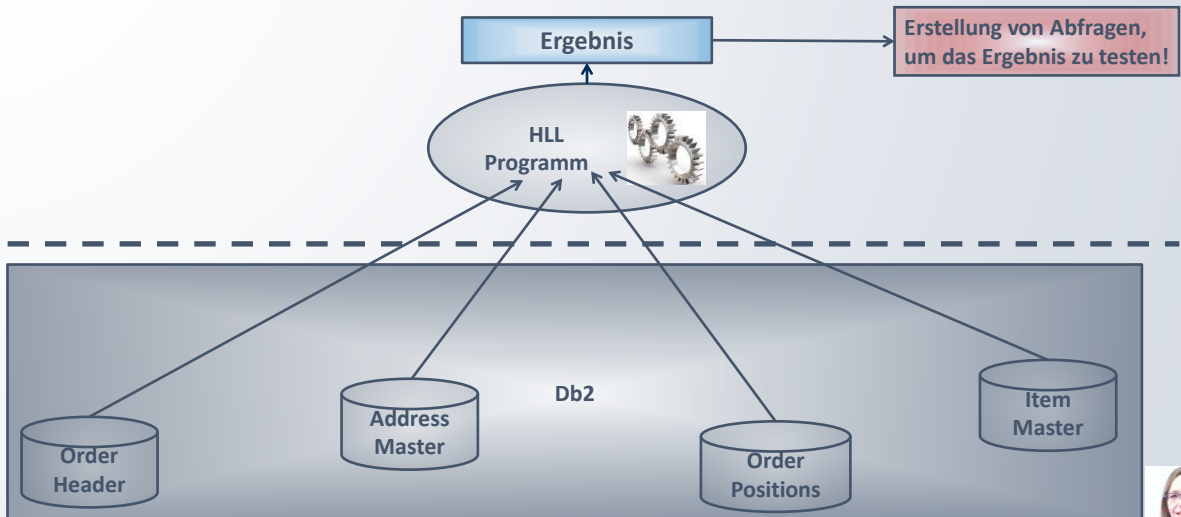 Ergebnis
Erstellung von Abfragen,
um das Ergebnis zu testen!
HLL
Programm
Db2
Order
Header
Address
Master
Order
Positions
Item
Master